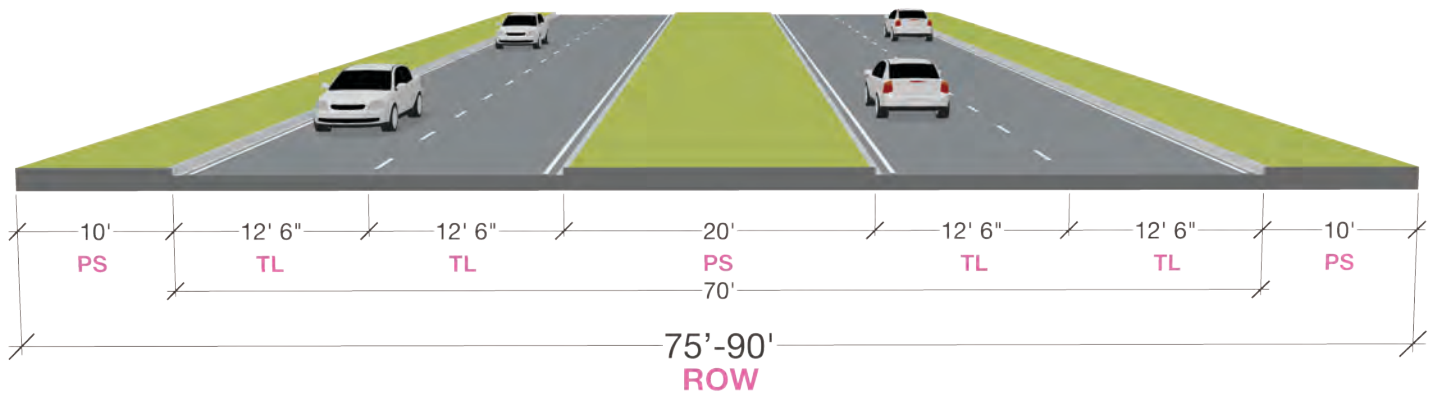 10' 12' 6" 12' 6" 20' 12' 6" 12' 6" 10'
PS TL TL PS TL TL PS
70'
75’-90'
ROW